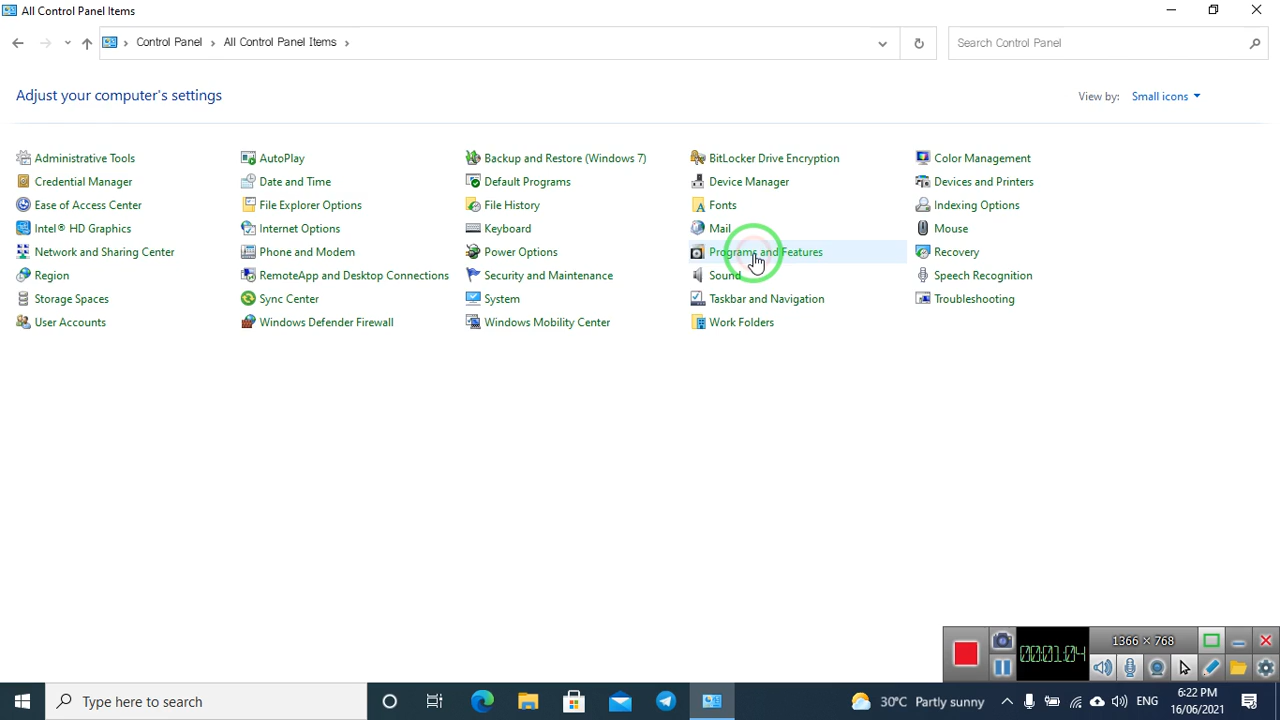 All Control Panel Items
Control Panel > All Control Panel Items >
Search Control Panel
Adjust your computer's settings
View by: Small icons
Administrative Tools
AutoPlay
Backup and Restore (Windows 7)
BitLocker Drive Encryption
Color Management
Credential Manager
Date and Time
Default Programs
Device Manager
Devices and Printers
Ease of Access Center
File Explorer Options
File History
Fonts
Indexing Options
Intel® HD Graphics
Internet Options
Keyboard
Mail
Mouse
Network and Sharing Center
Phone and Modem
Power Options
Programs and Features
Recovery
Region
RemoteApp and Desktop Connections
Security and Maintenance
Sound
Speech Recognition
Storage Spaces
Sync Center
System
Taskbar and Navigation
Troubleshooting
User Accounts
Windows Defender Firewall
Windows Mobility Center
Work Folders
1366 × 768
00:01:04
Type here to search
30°C Partly sunny
ENG
6:22 PM
16/06/2021